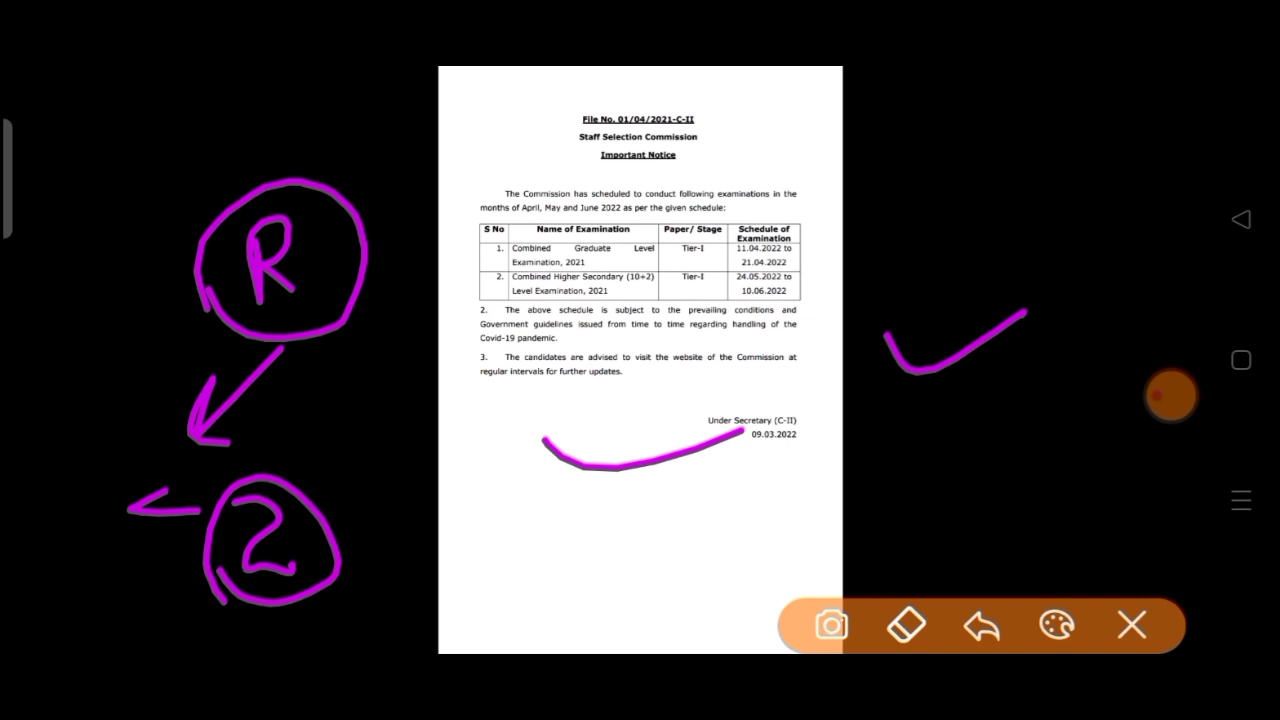 File No. 01/04/2021-C-II
Staff Selection Commission
Important Notice
The Commission has scheduled to conduct following examinations in the
months of April, May and June 2022 as per the given schedule:
S No Name of Examination Paper/ Stage Schedule of Examination
1. Combined Graduate Level Examination, 2021 Tier-I 11.04.2022 to 21.04.2022
2. Combined Higher Secondary (10+2) Level Examination, 2021 Tier-I 24.05.2022 to 10.06.2022
2. The above schedule is subject to the prevailing conditions and
Government guidelines issued from time to time regarding handling of the
Covid-19 pandemic.
3. The candidates are advised to visit the website of the Commission at
regular intervals for further updates.
Under Secretary (C-II)
09.03.2022
R
2